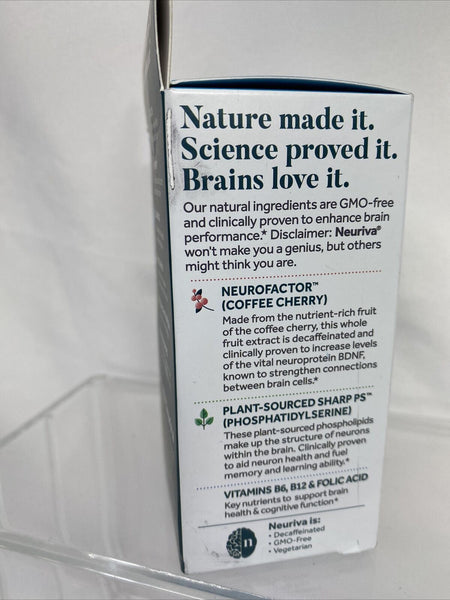 Nature made it.
Science proved it.
Brains love it.
Our natural ingredients are GMO-free
and clinically proven to enhance brain
performance.* Disclaimer: Neuriva®
won't make you a genius, but others
might think you are.
NEUROFACTOR™
(COFFEE CHERRY)
Made from the nutrient-rich fruit
of the coffee cherry, this whole
fruit extract is decaffeinated and
clinically proven to increase levels
of the vital neuroprotein BDNF,
known to strengthen connections
between brain cells.*
PLANT-SOURCED SHARP PS™
(PHOSPHATIDYLSERINE)
These plant-sourced phospholipids
make up the structure of neurons
within the brain. Clinically proven
to aid neuron health and fuel
memory and learning ability.*
VITAMINS B6, B12 & FOLIC ACID
Key nutrients to support brain
health & cognitive function*
n
Neuriva is:
• Decaffeinated
• GMO-Free
• Vegetarian